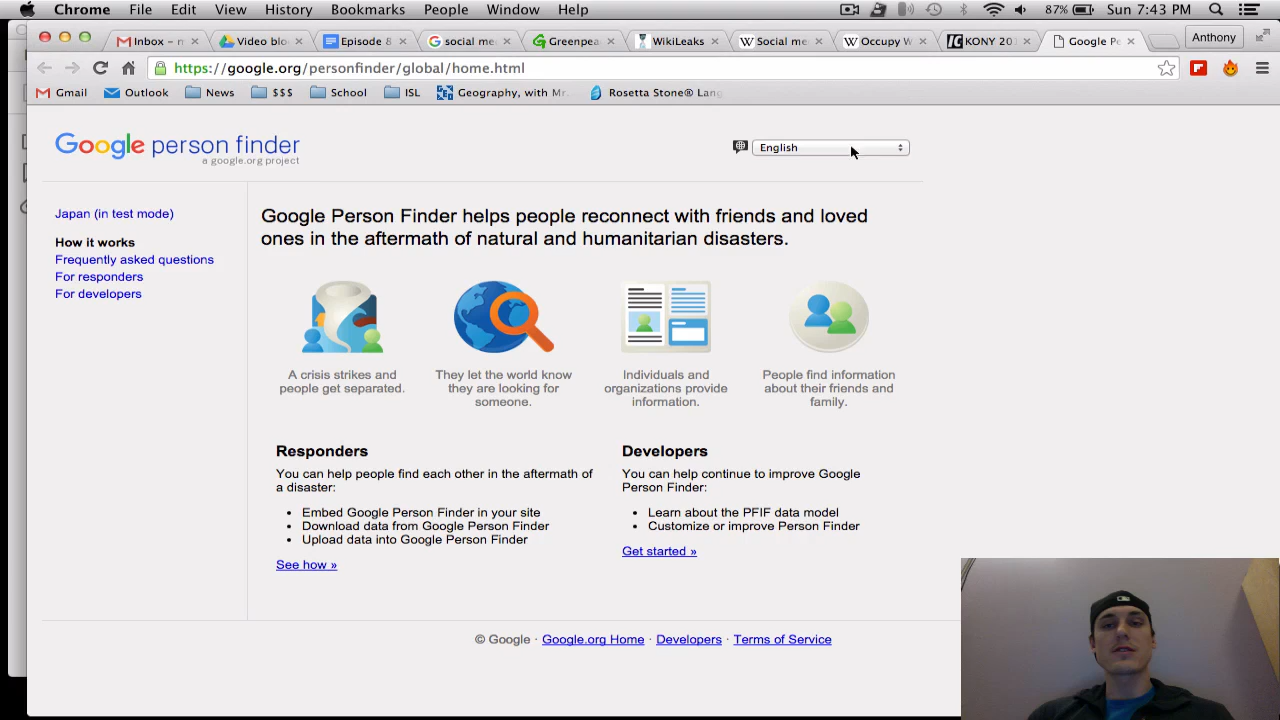 Chrome File Edit View History Bookmarks People Window Help 87% Sun 7:43 PM
Inbox – m Video blo Episode 8 social me Greenpea WikiLeaks Social me Occupy W KONY 201 Google Pe Anthony
https://google.org/personfinder/global/home.html
Gmail Outlook News $$$ School ISL Geography, with Mr. Rosetta Stone® Lang
Google person finder
a google.org project
English
Japan (in test mode)
How it works
Frequently asked questions
For responders
For developers
Google Person Finder helps people reconnect with friends and loved
ones in the aftermath of natural and humanitarian disasters.
A crisis strikes and
people get separated.
They let the world know
they are looking for
someone.
Individuals and
organizations provide
information.
People find information
about their friends and
family.
Responders
You can help people find each other in the aftermath of
a disaster:
• Embed Google Person Finder in your site
• Download data from Google Person Finder
• Upload data into Google Person Finder
See how »
Developers
You can help continue to improve Google
Person Finder:
• Learn about the PFIF data model
• Customize or improve Person Finder
Get started »
© Google · Google.org Home · Developers · Terms of Service